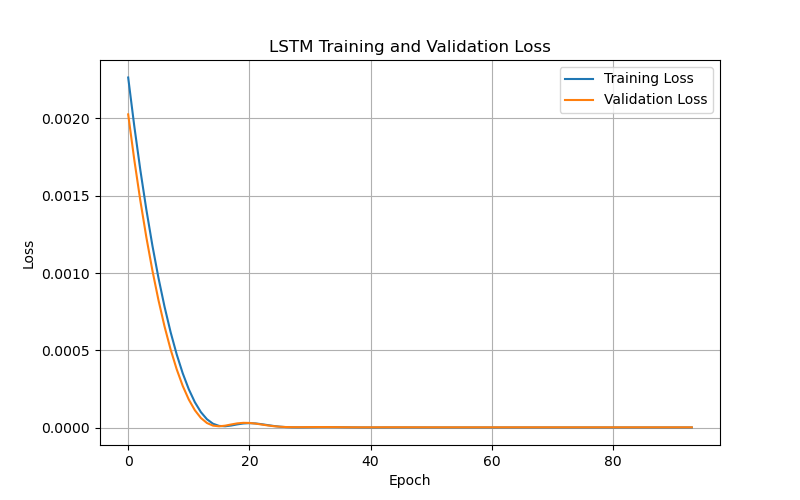 LSTM Training and Validation Loss
Training Loss
Validation Loss
Loss
0.0020
0.0015
0.0010
0.0005
0.0000
0 20 40 60 80
Epoch